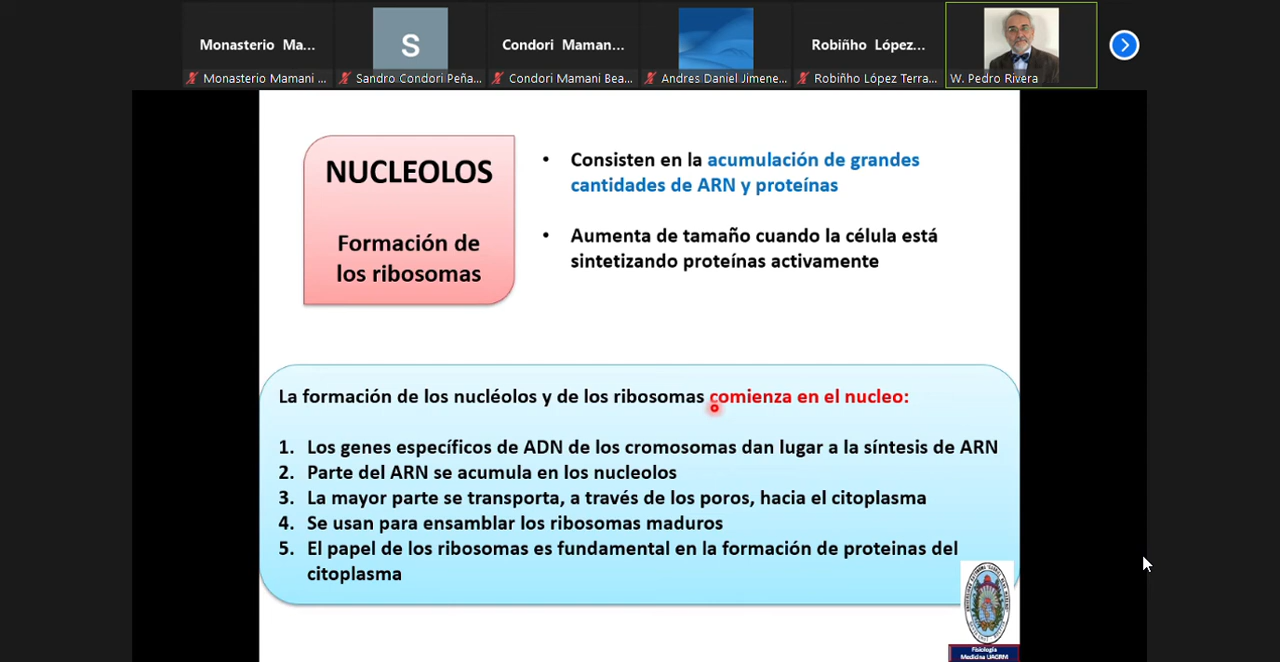 Monasterio Ma...
S
Condori Maman...
Robiñho López...
Monasterio Mamani ...
Sandro Condori Peña...
Condori Mamani Bea...
Andres Daniel Jimene...
Robiñho López Terra...
W. Pedro Rivera
NUCLEOLOS
Formación de
los ribosomas
• Consisten en la acumulación de grandes
cantidades de ARN y proteínas
• Aumenta de tamaño cuando la célula está
sintetizando proteínas activamente
La formación de los nucléolos y de los ribosomas comienza en el nucleo:
1. Los genes específicos de ADN de los cromosomas dan lugar a la síntesis de ARN
2. Parte del ARN se acumula en los nucleolos
3. La mayor parte se transporta, a través de los poros, hacia el citoplasma
4. Se usan para ensamblar los ribosomas maduros
5. El papel de los ribosomas es fundamental en la formación de proteinas del
citoplasma
Fisiología
Medicina UAGRM